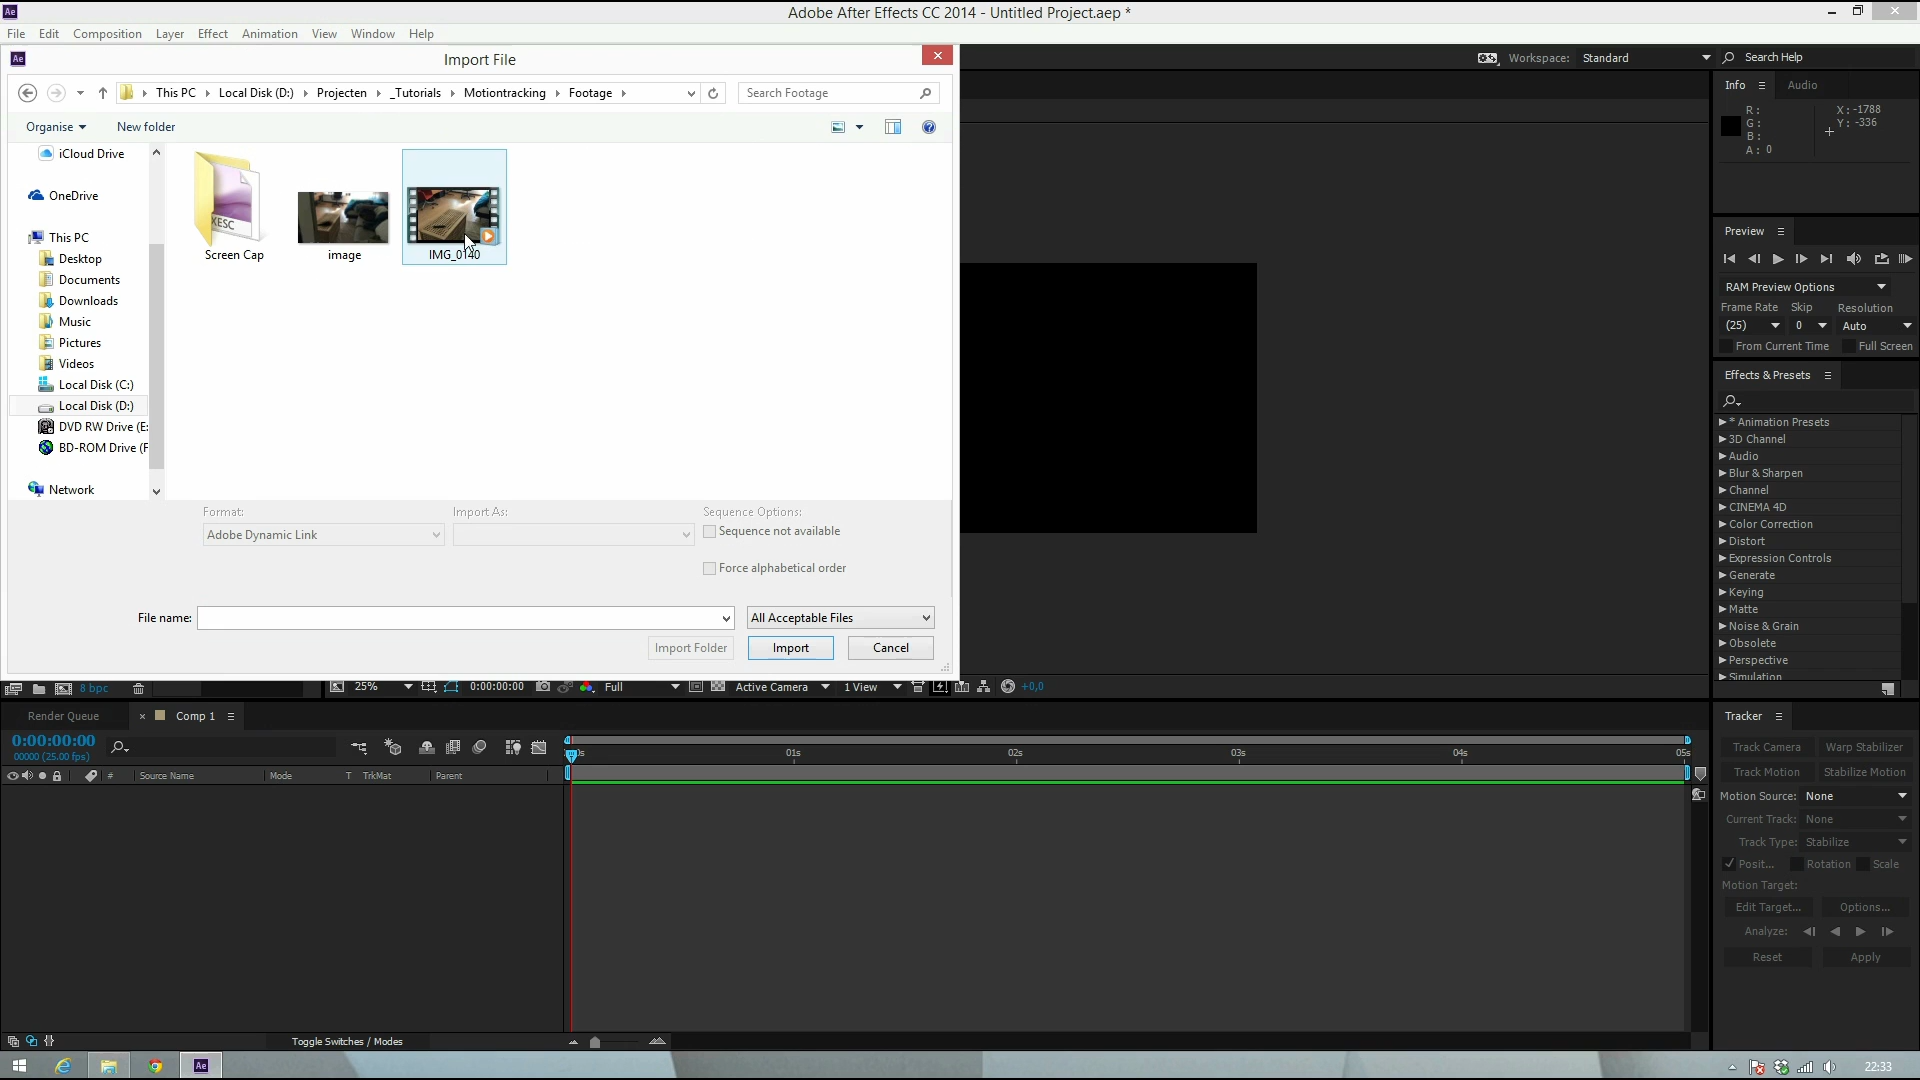 Ae
Adobe After Effects CC 2014 - Untitled Project.aep *
File Edit Composition Layer Effect Animation View Window Help
Ae
Import File
Workspace: Standard
Search Help
This PC Local Disk (D:) Projecten _Tutorials Motiontracking Footage
Search Footage
Organise New folder
iCloud Drive
OneDrive
This PC
Desktop
Documents
Downloads
Music
Pictures
Videos
Local Disk (C:)
Local Disk (D:)
DVD RW Drive (E:
BD-ROM Drive (F
Network
XESC
Screen Cap
image
IMG_0140
Format: Import As: Sequence Options:
Adobe Dynamic Link
Sequence not available
Force alphabetical order
File name:
All Acceptable Files
Import Folder Import Cancel
Info Audio
R:
G:
B:
A: 0
X: -1788
Y: -336
Preview
RAM Preview Options
Frame Rate Skip Resolution
(25) 0 Auto
From Current Time Full Screen
Effects & Presets
* Animation Presets
3D Channel
Audio
Blur & Sharpen
Channel
CINEMA 4D
Color Correction
Distort
Expression Controls
Generate
Keying
Matte
Noise & Grain
Obsolete
Perspective
Simulation
8 bpc
25% 0:00:00:00 Full Active Camera 1 View +0,0
Render Queue Comp 1
0:00:00:00
00000 (25.00 fps)
# Source Name Mode T TrkMat Parent
01s 02s 03s 04s 05s
Toggle Switches / Modes
Tracker
Track Camera Warp Stabilizer
Track Motion Stabilize Motion
Motion Source: None
Current Track: None
Track Type: Stabilize
Posit... Rotation Scale
Motion Target:
Edit Target... Options...
Analyze:
Reset Apply
Ae
22:33